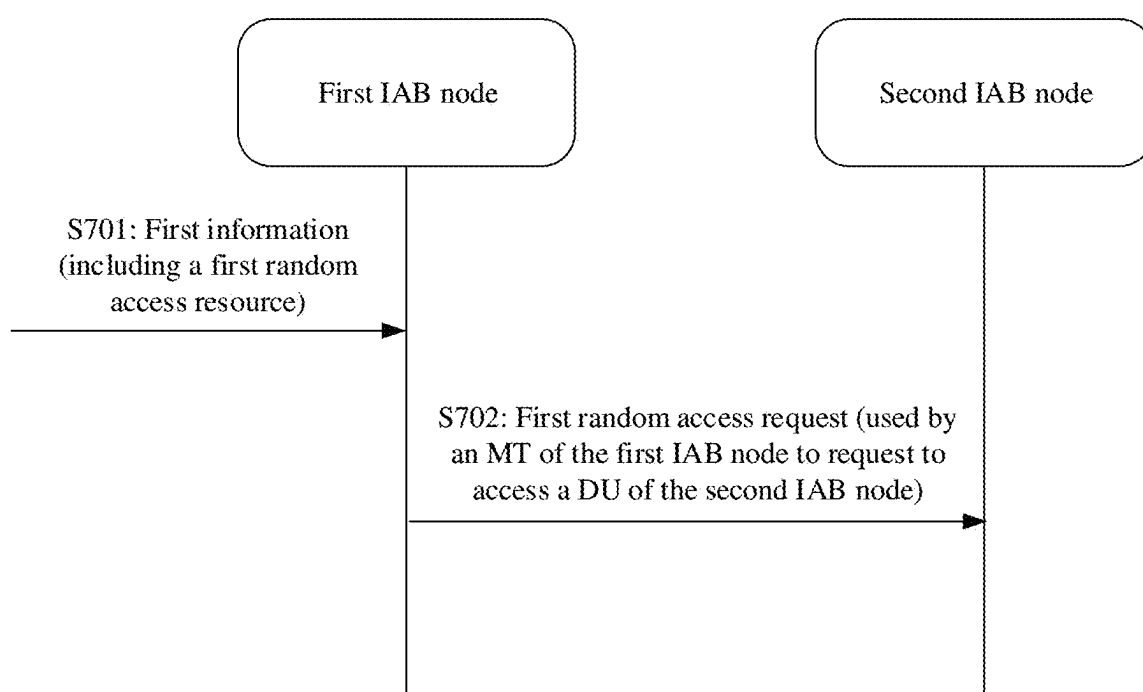 First IAB node
Second IAB node
S701: First information
(including a first random
access resource)
S702: First random access request (used by
an MT of the first IAB node to request to
access a DU of the second IAB node)